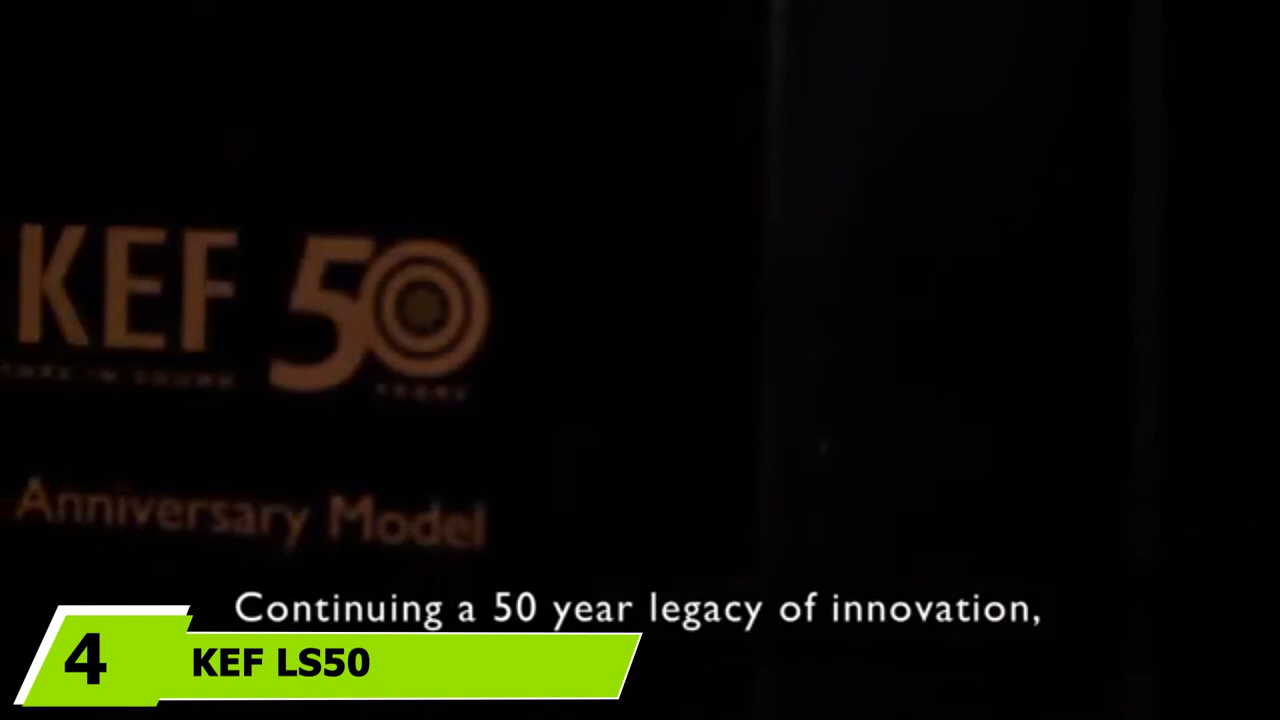 KEF 50
Anniversary Model
Continuing a 50 year legacy of innovation,
4
KEF LS50